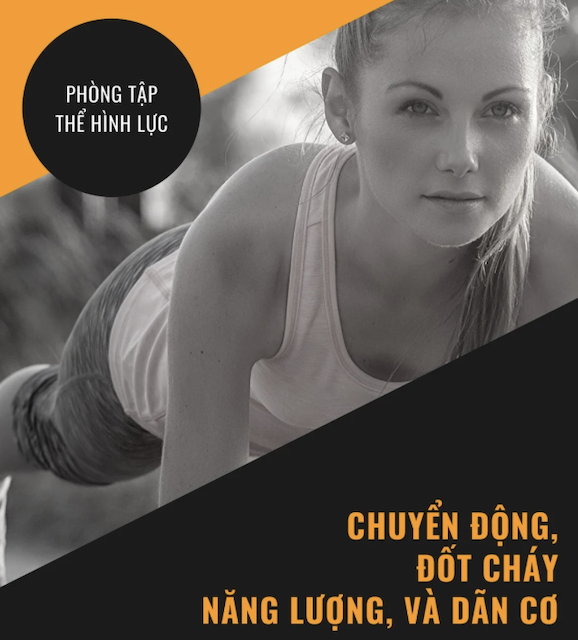 PHÒNG TẬP
THỂ HÌNH LỰC
CHUYỂN ĐỘNG,
ĐỐT CHÁY
NĂNG LƯỢNG, VÀ DÃN CƠ